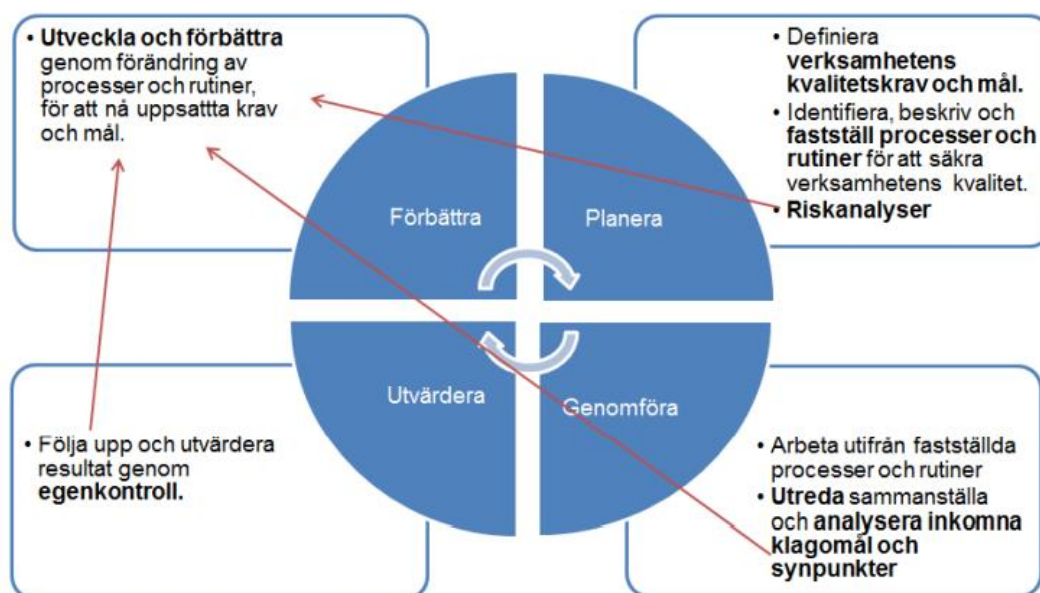 • Utveckla och förbättra
genom förändring av
processer och rutiner,
för att nå uppsattta krav
och mål.
• Definiera
verksamhetens
kvalitetskrav och mål.
• Identifiera, beskriv och
fastställ processer och
rutiner för att säkra
verksamhetens kvalitet.
• Riskanalyser
Förbättra
Planera
Utvärdera
Genomföra
• Följa upp och utvärdera
resultat genom
egenkontroll.
• Arbeta utifrån fastställda
processer och rutiner
• Utreda sammanställa
och analysera inkomna
klagomål och
synpunkter